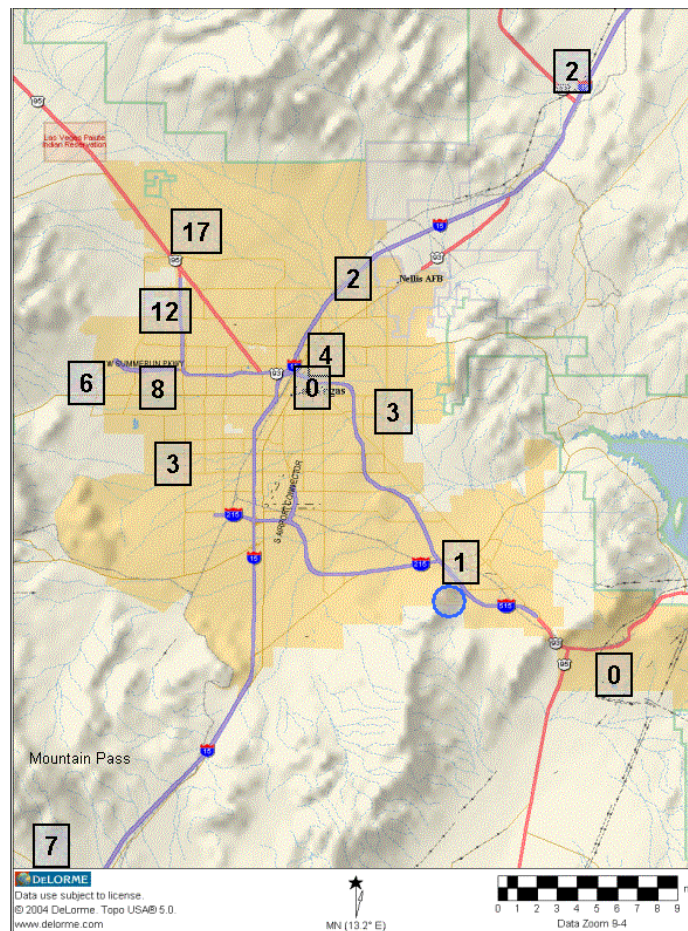 2
95
Las Vegas Paiute
Indian Reservation
17
15
95
93
2
Nellis AFB
12
4
W SUMMERLIN PKWY
93
6
8
0
3
3
S AIRPORT CONNECTOR
215
15
1
215
515
93
95
0
15
Mountain Pass
7
DELORME
Data use subject to license.
© 2004 DeLorme. Topo USA® 5.0.
www.delorme.com
MN (13.2° E)
0 1 2 3 4 5 6 7 8 9
Data Zoom 9-4